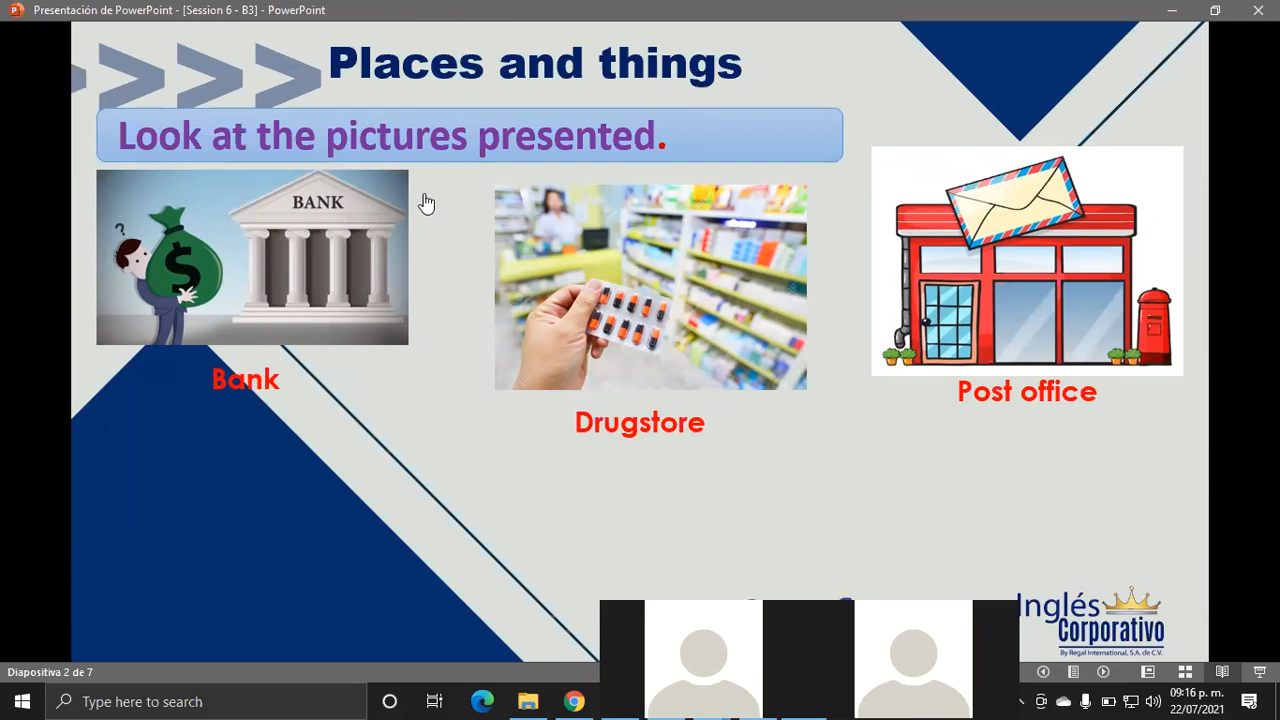 Presentación de PowerPoint - [Session 6 - B3] - PowerPoint
Places and things
Look at the pictures presented.
BANK
?
$
Bank
Drugstore
Post office
Inglés
Corporativo
By Regal International, S.A. de C.V.
Diapositiva 2 de 7
Type here to search
09:16 p. m.
22/07/2021